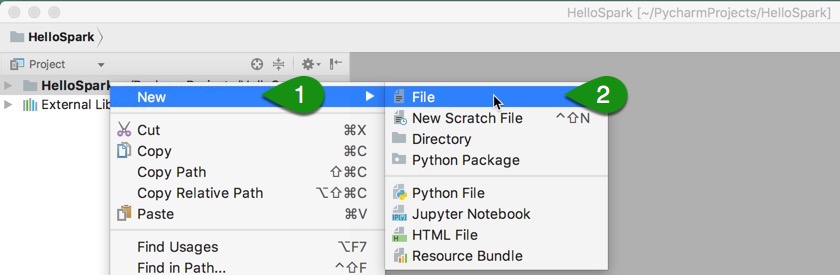 HelloSpark [~/PycharmProjects/HelloSpark]
HelloSpark
Project
HelloSpark
External Lib
New
1
Cut ⌘X
Copy ⌘C
Copy Path ⇧⌘C
Copy Relative Path ⌥⇧⌘C
Paste ⌘V
Find Usages ⌥F7
Find in Path... ^⇧F
File
2
New Scratch File ^⇧N
Directory
Python Package
Python File
Jupyter Notebook
HTML File
Resource Bundle